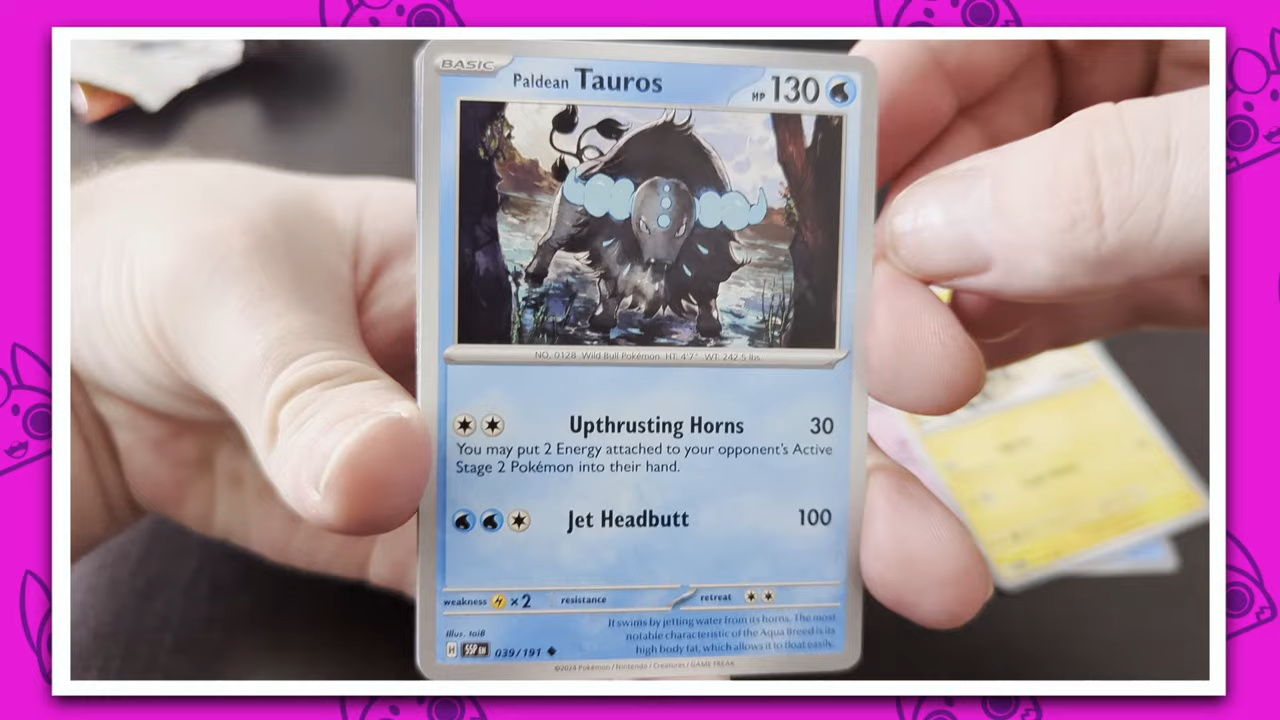 BASIC
Paldean Tauros HP 130
NO. 0128 Wild Bull Pokémon HT: 4'7" WT: 242.5 lbs.
Upthrusting Horns 30
You may put 2 Energy attached to your opponent's Active
Stage 2 Pokémon into their hand.
Jet Headbutt 100
weakness ×2 resistance retreat
It swims by jetting water from its horns. The most
notable characteristic of the Aqua Breed is its
high body fat, which allows it to float easily.
Illus. toi8
H SSP EN 039/191
©2024 Pokémon / Nintendo / Creatures / GAME FREAK